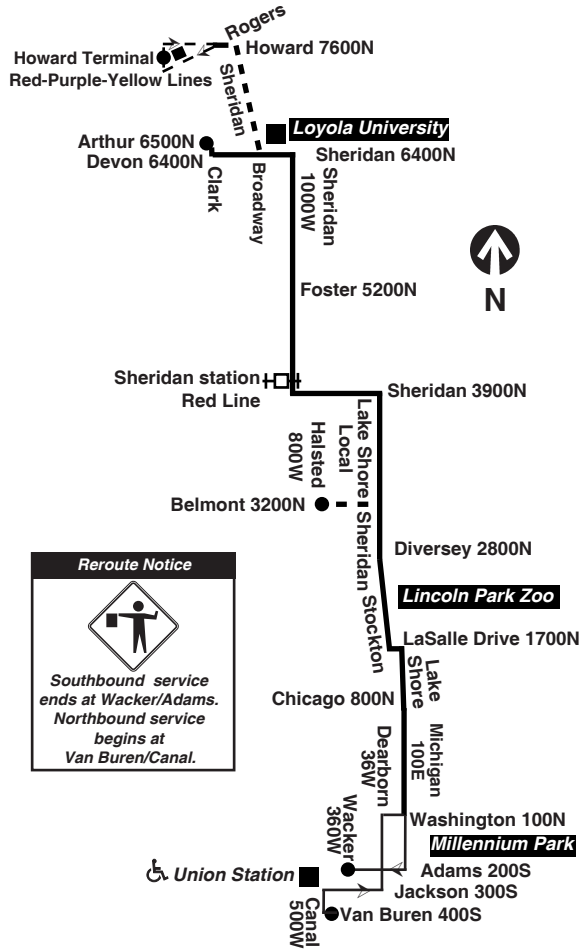 Rogers
Howard 7600N
Howard Terminal
Red-Purple-Yellow Lines
Sheridan
Loyola University
Arthur 6500N
Devon 6400N
Sheridan 6400N
Clark
Broadway
Sheridan
1000W
N
Foster 5200N
Sheridan station
Red Line
Sheridan 3900N
Lake Shore
Local
Halsted
800W
Belmont 3200N
Sheridan
Diversey 2800N
Reroute Notice
Southbound service
ends at Wacker/Adams.
Northbound service
begins at
Van Buren/Canal.
Lincoln Park Zoo
Stockton
LaSalle Drive 1700N
Lake
Shore
Chicago 800N
Michigan
100E
Dearborn
36W
Wacker
360W
Washington 100N
Millennium Park
Adams 200S
Union Station
Jackson 300S
Canal
500W
Van Buren 400S